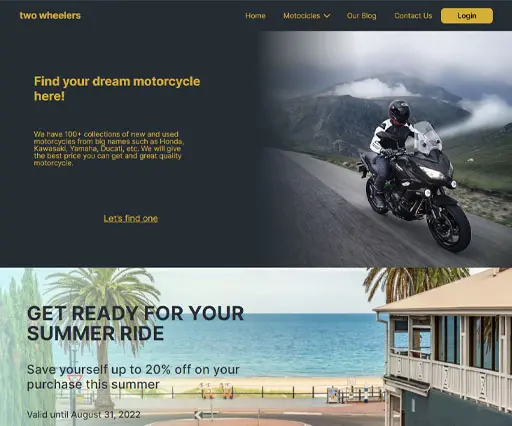 two wheelers
Home
Motocicles
Our Blog
Contact Us
Login
Find your dream motorcycle
here!
We have 100+ collections of new and used
motorcycles from big names such as Honda,
Kawasaki, Yamaha, Ducati, etc. We will give
the best price you can get and great quality
motorcycle.
Let's find one
GET READY FOR YOUR
SUMMER RIDE
Save yourself up to 20% off on your
purchase this summer
Valid until August 31, 2022